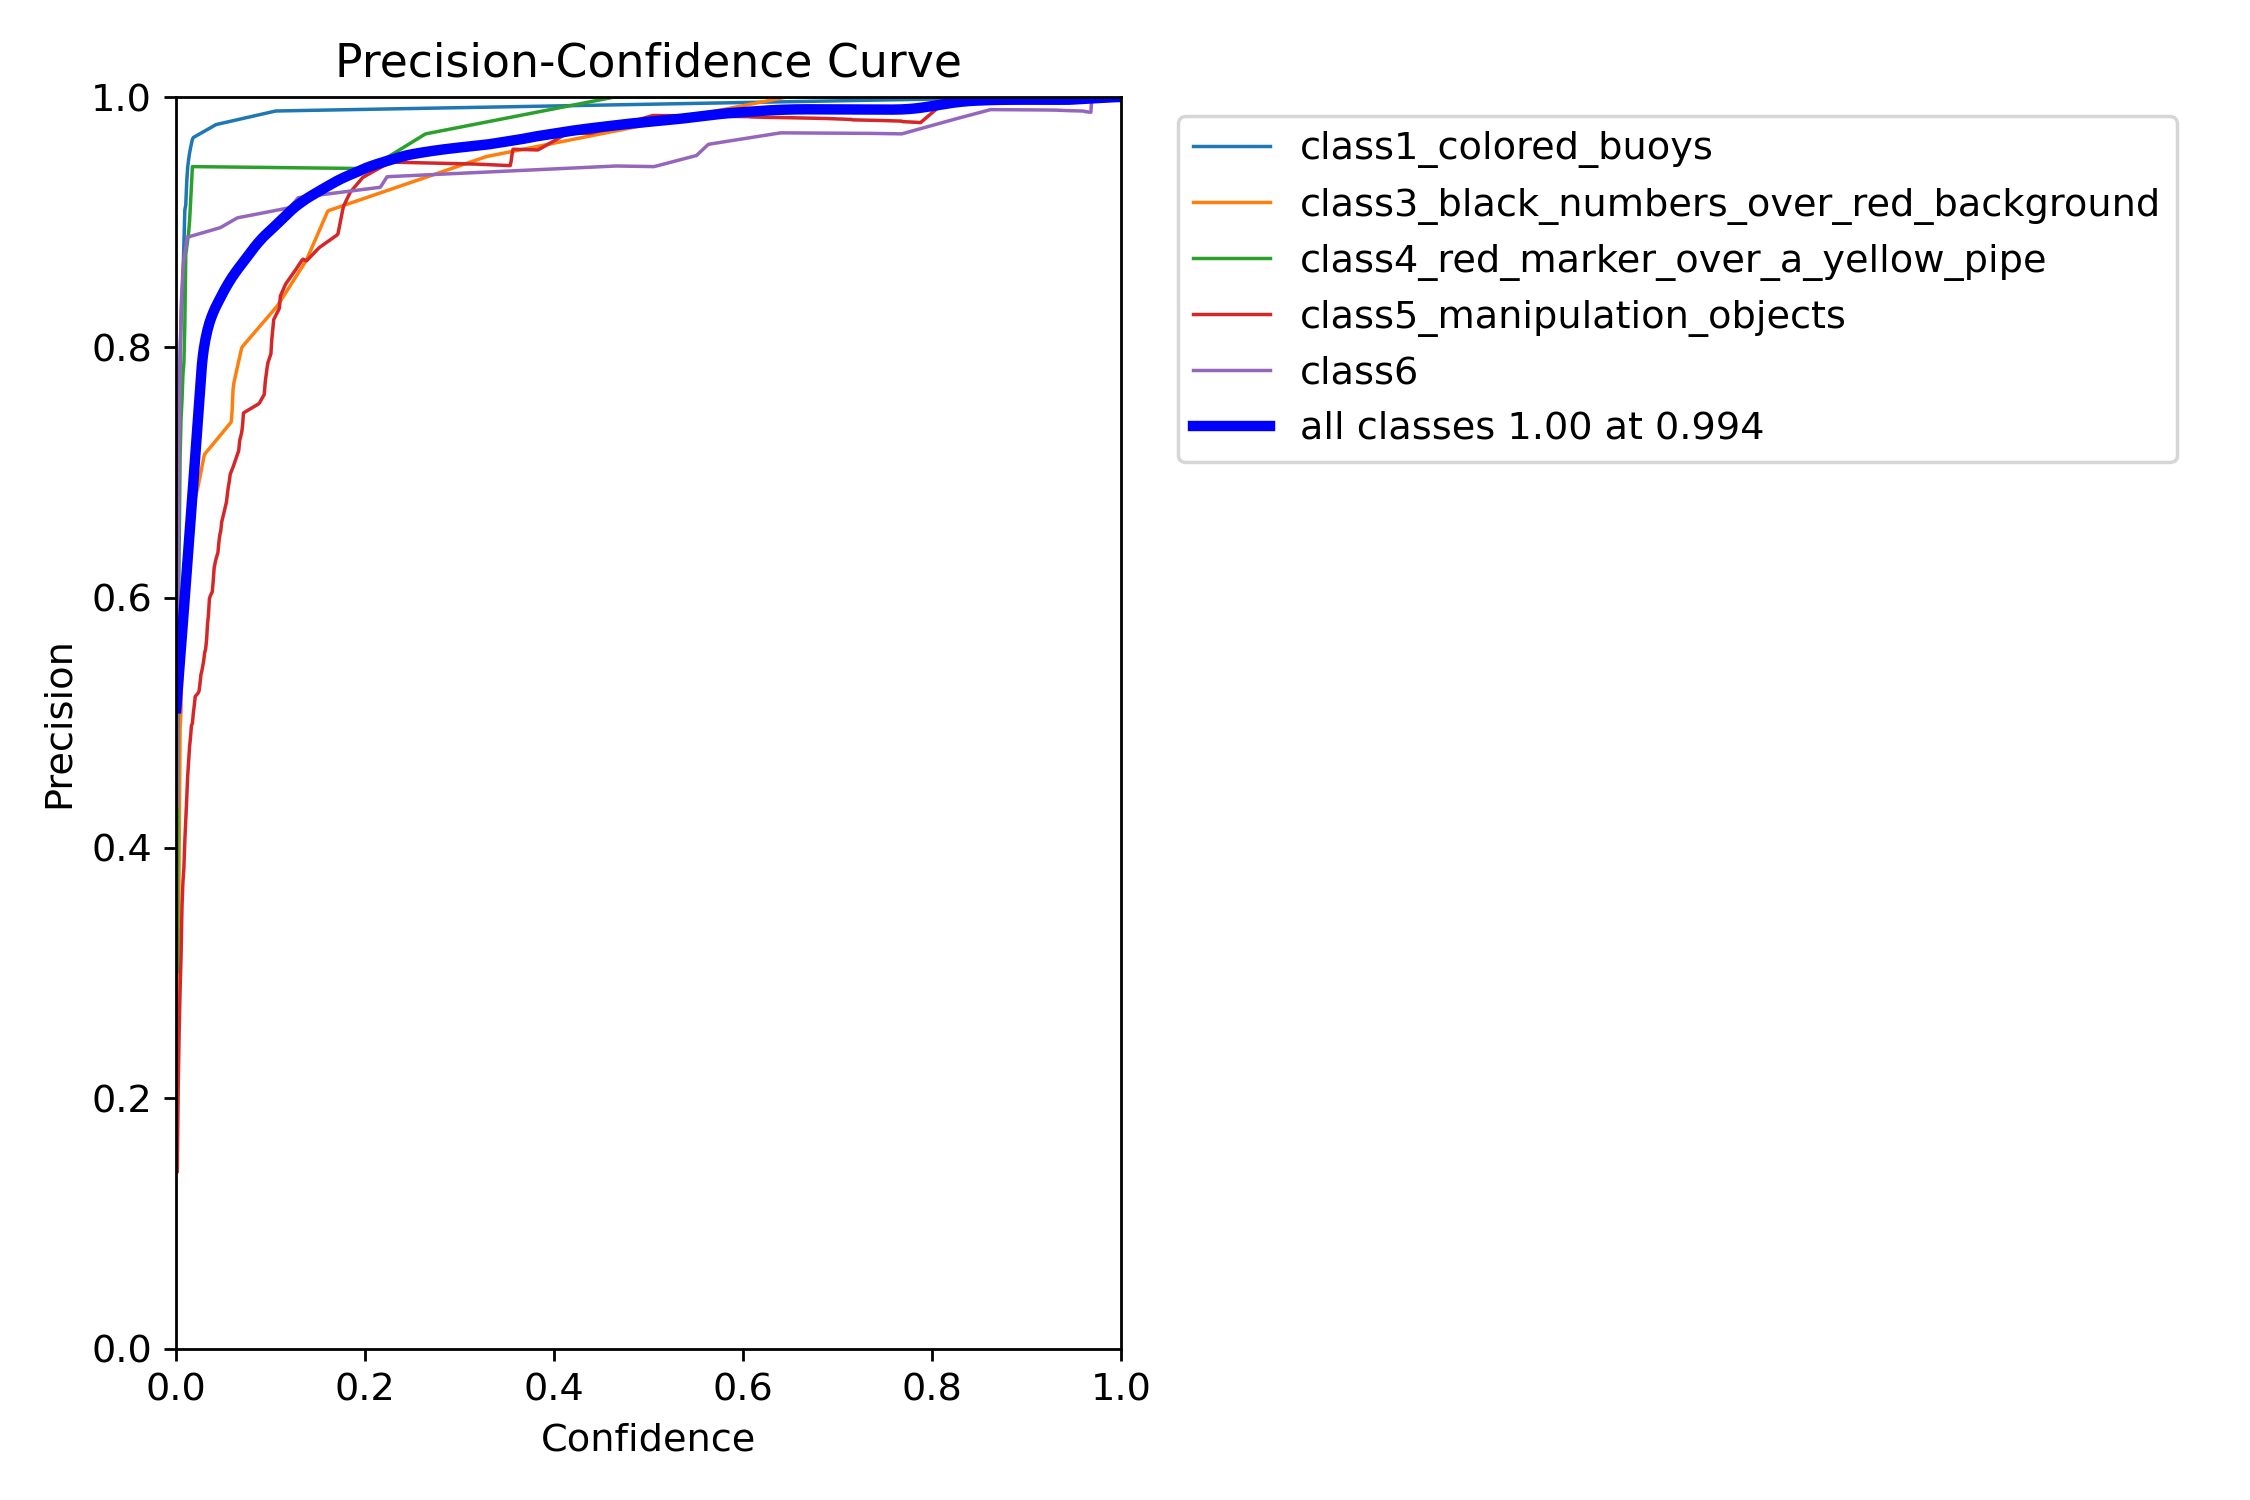 Precision-Confidence Curve
1.0
0.8
0.6
0.4
0.2
0.0
Precision
0.0 0.2 0.4 0.6 0.8 1.0
Confidence
class1_colored_buoys
class3_black_numbers_over_red_background
class4_red_marker_over_a_yellow_pipe
class5_manipulation_objects
class6
all classes 1.00 at 0.994